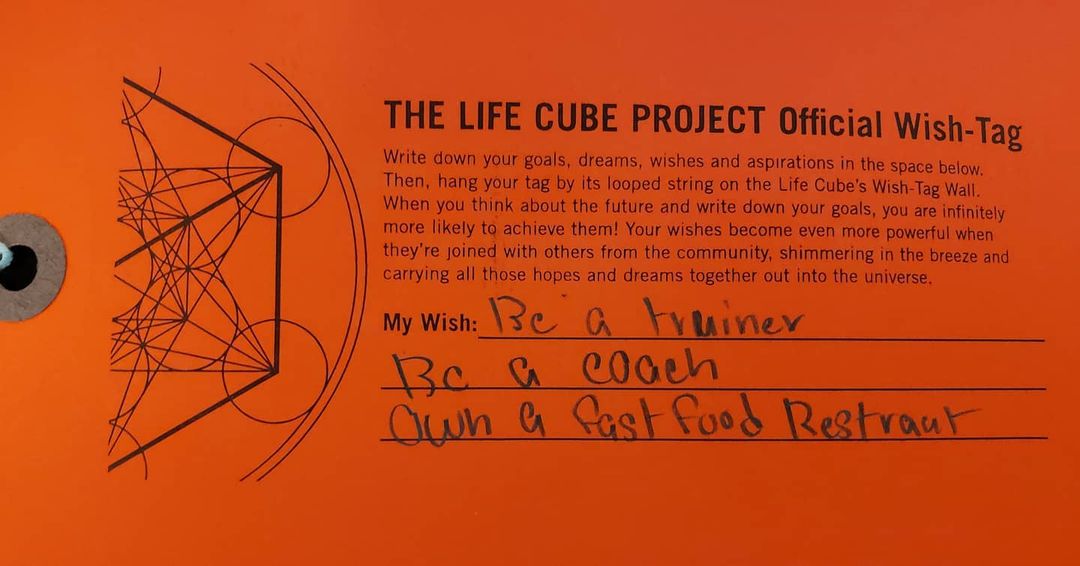 THE LIFE CUBE PROJECT Official Wish-Tag
Write down your goals, dreams, wishes and aspirations in the space below.
Then, hang your tag by its looped string on the Life Cube's Wish-Tag Wall.
When you think about the future and write down your goals, you are infinitely
more likely to achieve them! Your wishes become even more powerful when
they're joined with others from the community, shimmering in the breeze and
carrying all those hopes and dreams together out into the universe.
My Wish: Be a trainer
Be a coach
Own a fast food Restraut